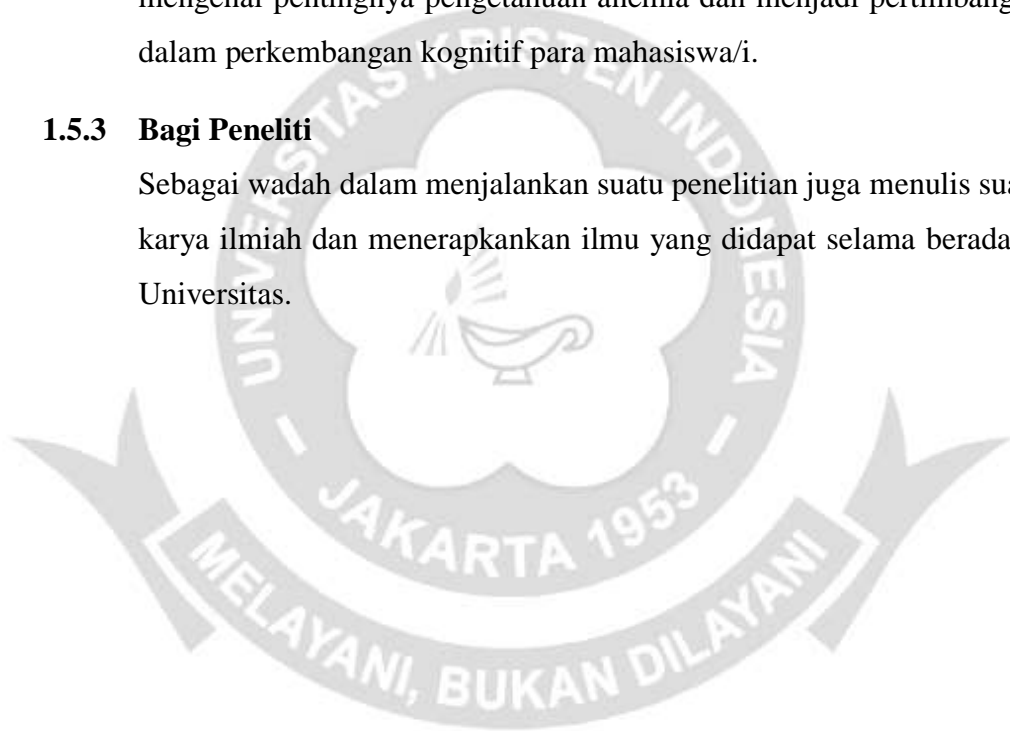 mengenai pentingnya pengetahuan anemia dan menjadi pertimbang
dalam perkembangan kognitif para mahasiswa/i.
1.5.3 Bagi Peneliti
Sebagai wadah dalam menjalankan suatu penelitian juga menulis sua
karya ilmiah dan menerapkankan ilmu yang didapat selama berada
Universitas.
UNIVERSITAS KRISTEN INDONESIA
JAKARTA 1953
MELAYANI, BUKAN DILAYANI